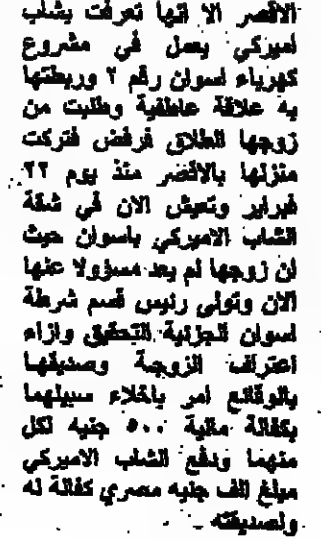 الاقصر الا انها تعرفت بشاب
اميركي يعمل في مشروع
كهرباء اسوان رقم ٢ وربطتها
به علاقة عاطفية وطلبت من
زوجها الطلاق فرفض فتركت
منزلها بالاقصر منذ يوم ٢٢
فبراير وتعيش الان في شقة
الشاب الاميركي باسوان حيث
ان زوجها لم يعد مسؤولا عنها
الان وتولى رئيس قسم شرطة
اسوان الجزئية التحقيق وازاء
اعتراف الزوجة وصديقها
بالوقائع امر باخلاء سبيلهما
بكفالة مالية ٥٠٠ جنيه لكل
منهما ودفع الشاب الاميركي
مبلغ الف جنيه مصري كفالة له
ولصديقته .